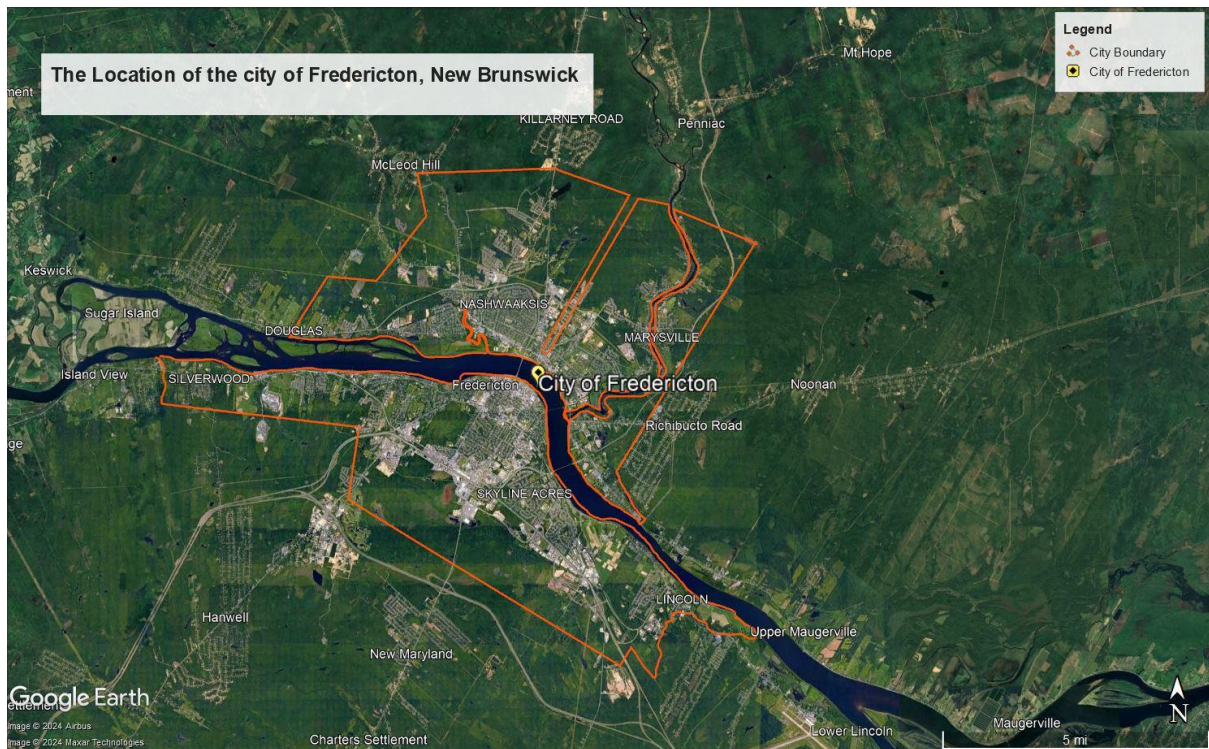 Legend
City Boundary
City of Fredericton
The Location of the city of Fredericton, New Brunswick
Mt Hope
KILLARNEY ROAD
Penniac
McLeod Hill
Keswick
Sugar Island
NASHWAAKSIS
DOUGLAS
MARYSVILLE
Island View
SILVERWOOD
Fredericton
City of Fredericton
Noonan
Richibucto Road
SKYLINE ACRES
LINCOLN
Hanwell
Upper Maugerville
New Maryland
Google Earth
Image © 2024 Airbus
Image © 2024 Maxar Technologies
Charters Settlement
Lower Lincoln
Maugerville
N
5 mi